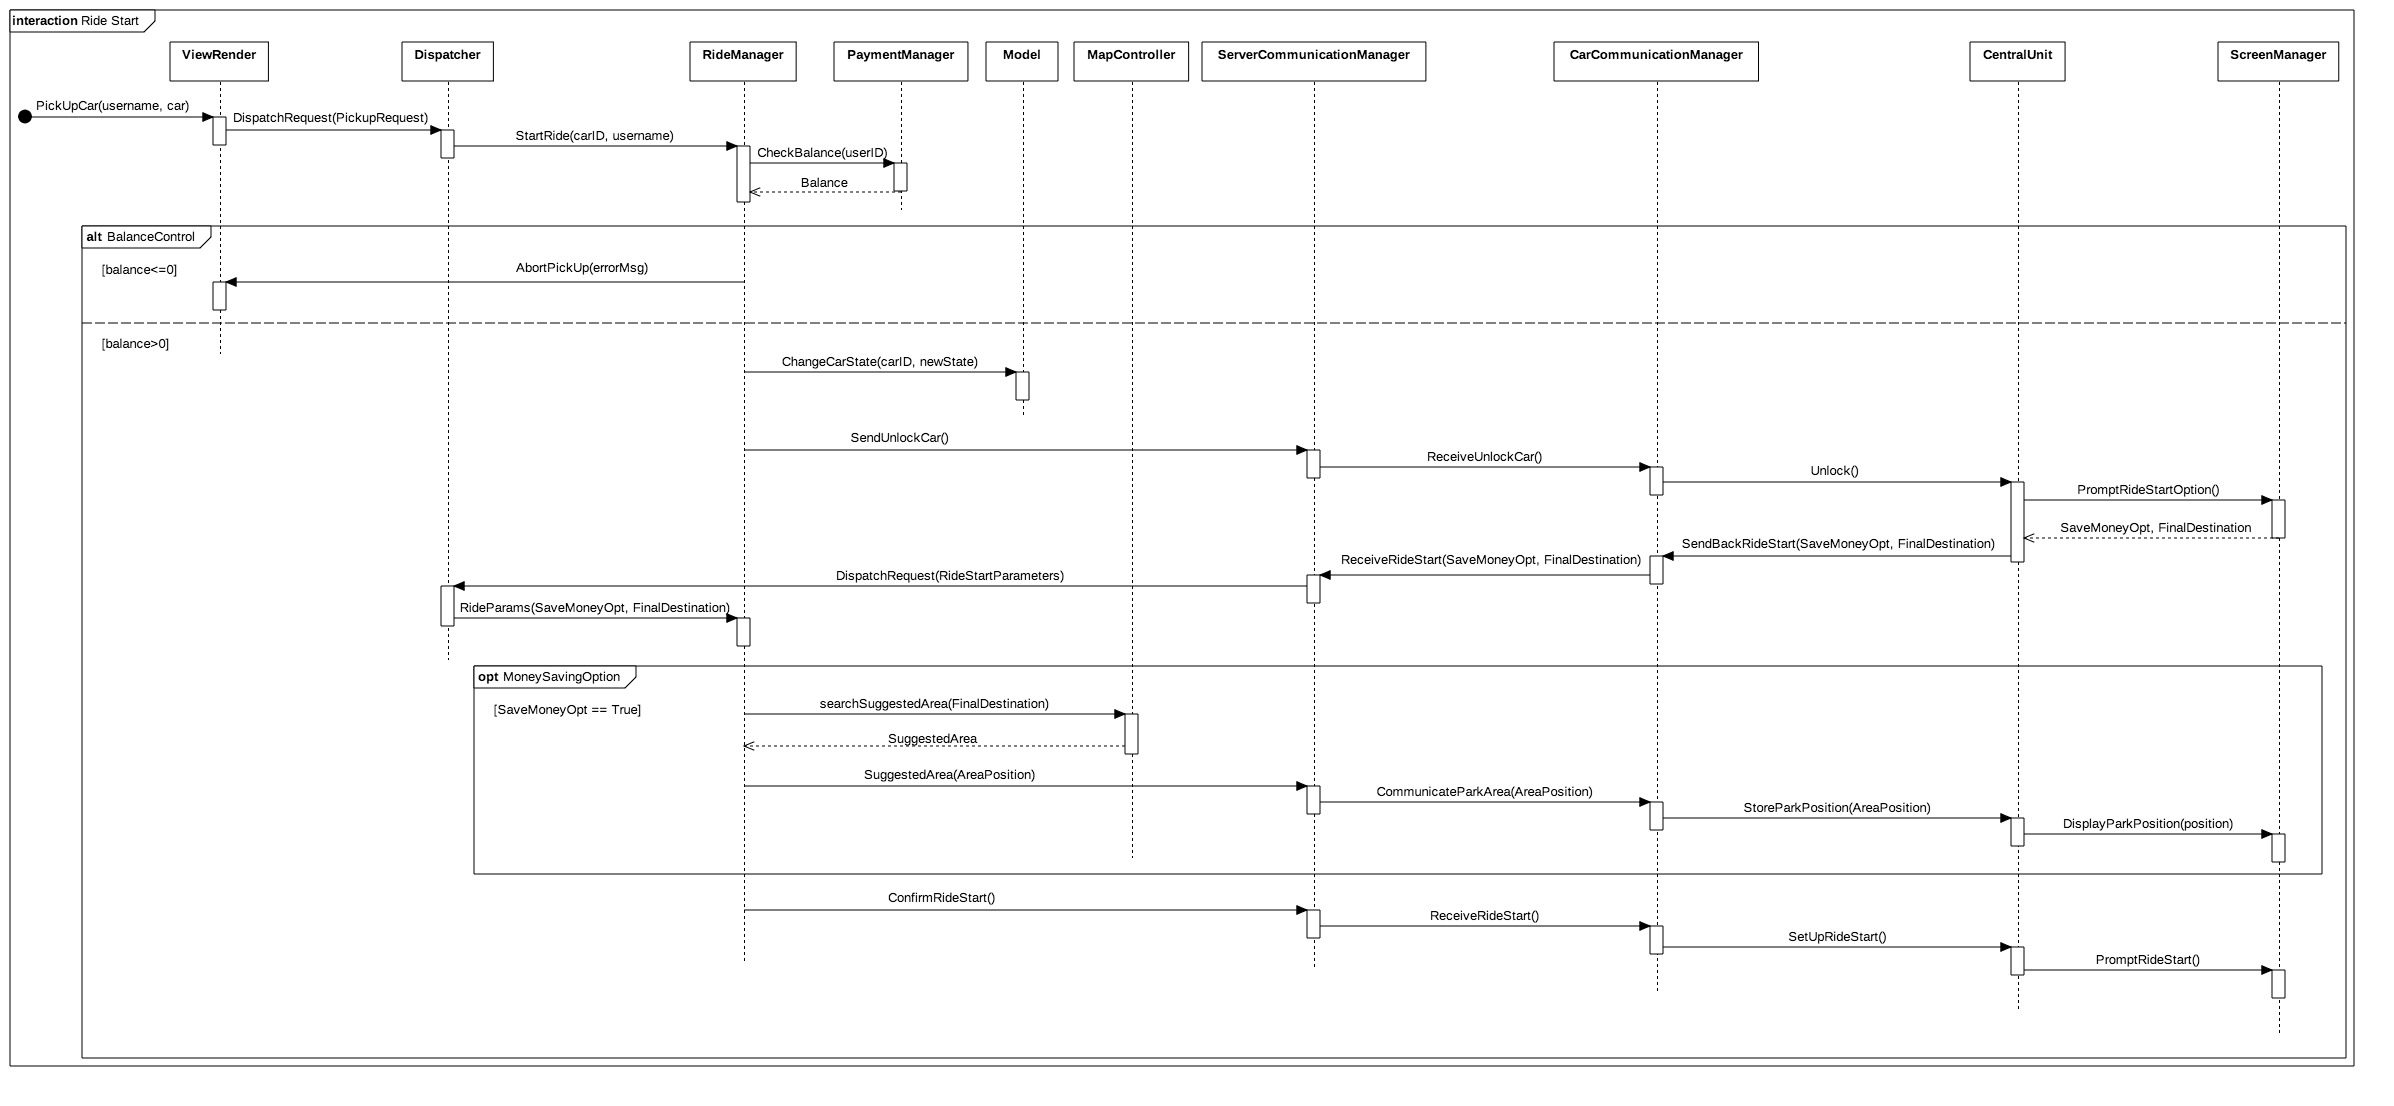 interaction Ride Start
ViewRender
Dispatcher
RideManager
PaymentManager
Model
MapController
ServerCommunicationManager
CarCommunicationManager
CentralUnit
ScreenManager
PickUpCar(username, car)
DispatchRequest(PickupRequest)
StartRide(carID, username)
CheckBalance(userID)
Balance
alt BalanceControl
[balance<=0]
AbortPickUp(errorMsg)
[balance>0]
ChangeCarState(carID, newState)
SendUnlockCar()
ReceiveUnlockCar()
Unlock()
PromptRideStartOption()
SaveMoneyOpt, FinalDestination
SendBackRideStart(SaveMoneyOpt, FinalDestination)
ReceiveRideStart(SaveMoneyOpt, FinalDestination)
DispatchRequest(RideStartParameters)
RideParams(SaveMoneyOpt, FinalDestination)
opt MoneySavingOption
[SaveMoneyOpt == True]
searchSuggestedArea(FinalDestination)
SuggestedArea
SuggestedArea(AreaPosition)
CommunicateParkArea(AreaPosition)
StoreParkPosition(AreaPosition)
DisplayParkPosition(position)
ConfirmRideStart()
ReceiveRideStart()
SetUpRideStart()
PromptRideStart()